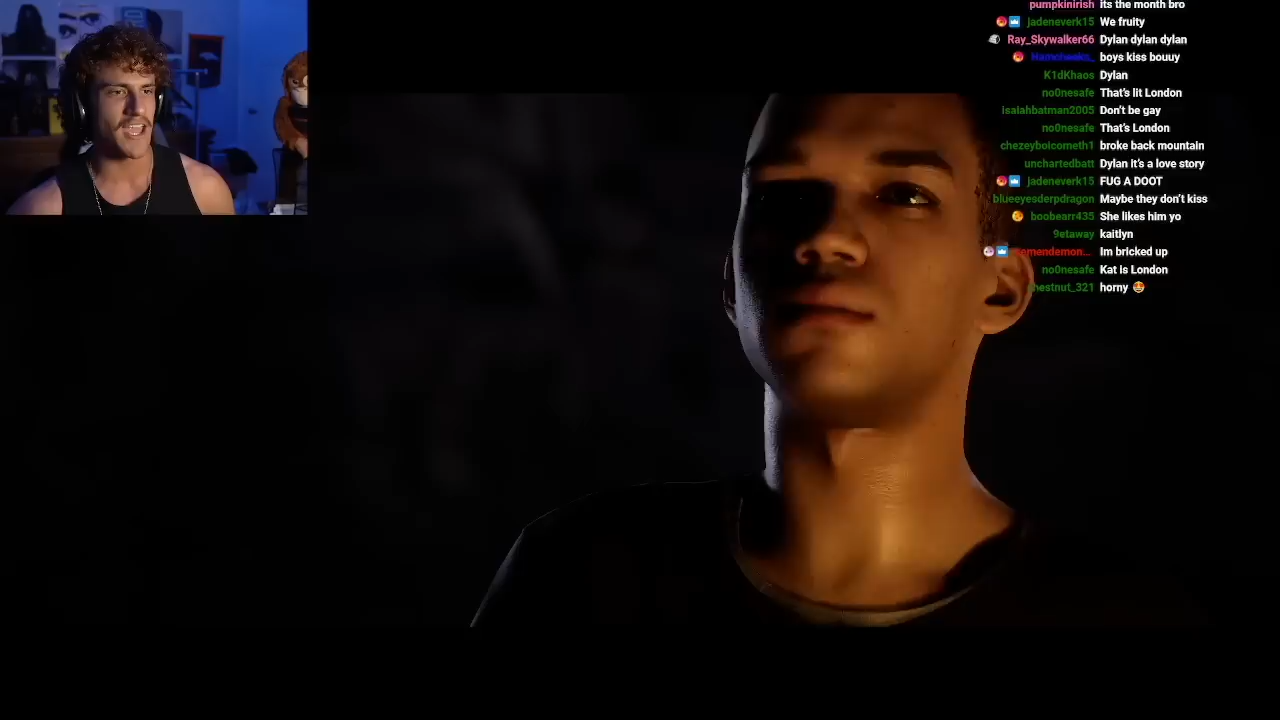 pumpkinirish its the month bro
jadeneverk15 We fruity
Ray_Skywalker66 Dylan dylan dylan
boys kiss bouuy
K1dKhaos Dylan
no0nesafe That's lit London
isaiahbatman2005 Don't be gay
no0nesafe That's London
chezeyboicometh1 broke back mountain
unchartedbatt Dylan it's a love story
jadeneverk15 FUG A DOOT
blueeyesderpdragon Maybe they don't kiss
boobearr435 She likes him yo
9etaway kaitlyn
Im bricked up
no0nesafe Kat is London
hestnut_321 horny